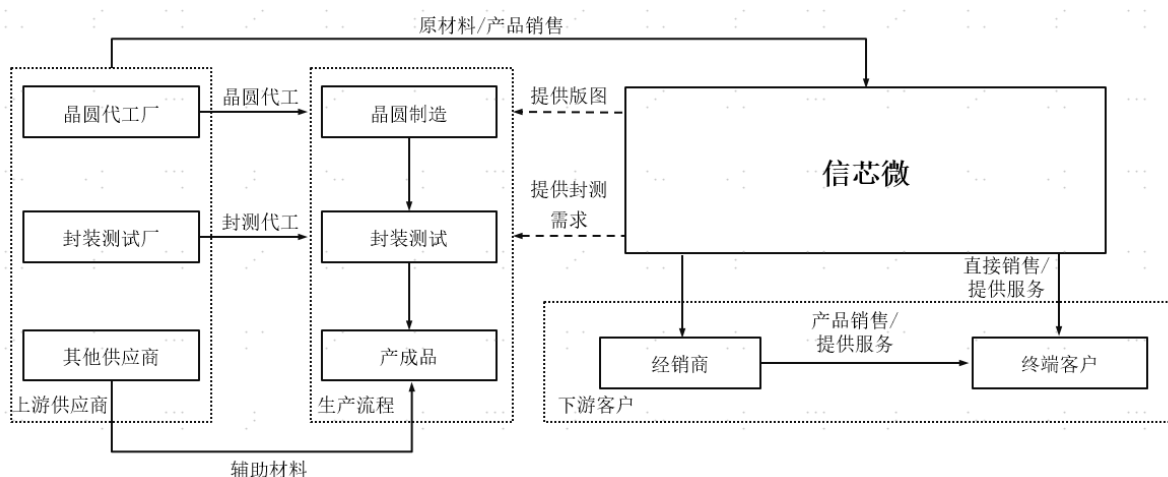 原材料/产品销售
晶圆代工厂
晶圆代工
晶圆制造
提供版图
信芯微
封装测试厂
封测代工
封装测试
提供封测
需求
直接销售/
提供服务
其他供应商
产成品
产品销售/
提供服务
经销商
终端客户
上游供应商
生产流程
下游客户
辅助材料